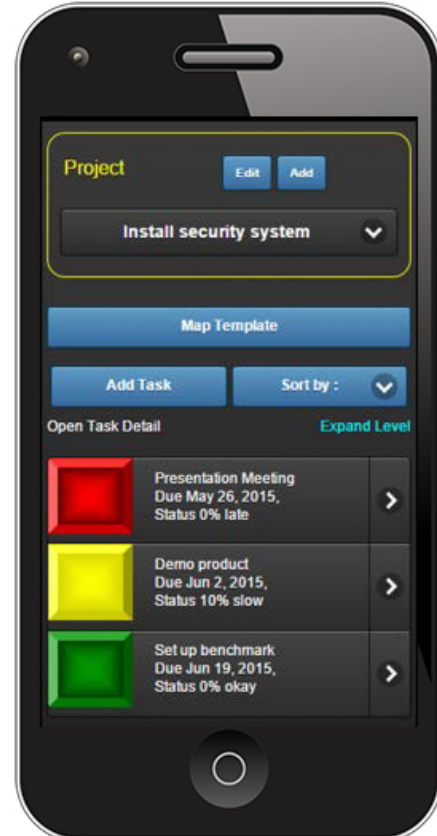 Project
Edit
Add
Install security system
Map Template
Add Task
Sort by :
Open Task Detail
Expand Level
Presentation Meeting
Due May 26, 2015,
Status 0% late
Demo product
Due Jun 2, 2015,
Status 10% slow
Set up benchmark
Due Jun 19, 2015,
Status 0% okay